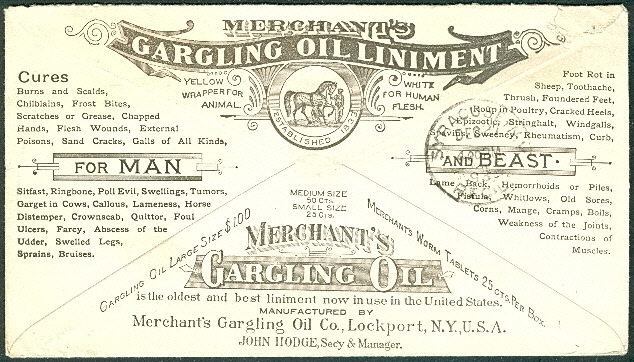 MERCHANT'S
GARGLING OIL LINIMENT
YELLOW
WRAPPER FOR
ANIMAL.
WHITE
FOR HUMAN
FLESH.
ESTABLISHED 1833
Cures
Burns and Scalds,
Chilblains, Frost Bites,
Scratches or Grease, Chapped
Hands, Flesh Wounds, External
Poisons, Sand Cracks, Galls of All Kinds,
FOR MAN
Sitfast, Ringbone, Poll Evil, Swellings, Tumors,
Garget in Cows, Callous, Lameness, Horse
Distemper, Crownscab, Quittor, Foul
Ulcers, Farcy, Abscess of the
Udder, Swelled Legs,
Sprains, Bruises.
Foot Rot in
Sheep, Toothache,
Thrush, Foundered Feet,
Roup in Poultry, Cracked Heels,
Epizootic, Stringhalt, Windgalls,
Sweeney, Rheumatism, Curb,
AND BEAST.
Lame Back, Hemorrhoids or Piles,
Fistula, Whitlows, Old Sores,
Corns, Mange, Cramps, Boils,
Weakness of the Joints,
Contractions of
Muscles.
MEDIUM SIZE
50 CTS.
SMALL SIZE
25 CTS.
GARGLING OIL LARGE SIZE $1.00
MERCHANT'S WORM TABLETS 25 CTS. PER BOX.
MERCHANT'S
GARGLING OIL
is the oldest and best liniment now in use in the United States.
MANUFACTURED BY
Merchant's Gargling Oil Co., Lockport, N.Y., U.S.A.
JOHN HODGE, Secy & Manager.